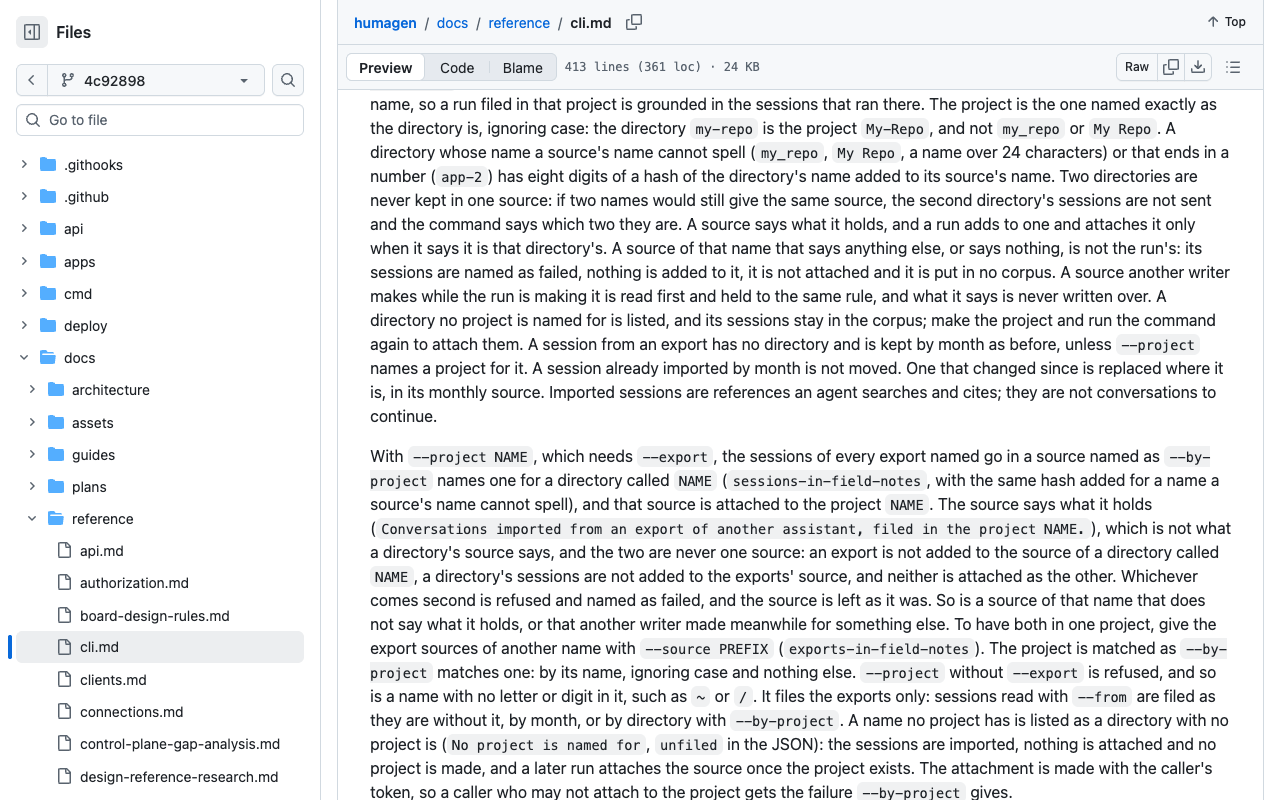 Files
humagen / docs / reference / cli.md
Top
4c92898
Preview
Code
Blame
413 lines (361 loc) · 24 KB
Raw
Go to file
.githooks
.github
api
apps
cmd
deploy
docs
architecture
assets
guides
plans
reference
api.md
authorization.md
board-design-rules.md
cli.md
clients.md
connections.md
control-plane-gap-analysis.md
design-reference-research.md
name, so a run filed in that project is grounded in the sessions that ran there. The project is the one named exactly as
the directory is, ignoring case: the directory my-repo is the project My-Repo, and not my_repo or My Repo. A
directory whose name a source's name cannot spell (my_repo, My Repo, a name over 24 characters) or that ends in a
number (app-2) has eight digits of a hash of the directory's name added to its source's name. Two directories are
never kept in one source: if two names would still give the same source, the second directory's sessions are not sent
and the command says which two they are. A source says what it holds, and a run adds to one and attaches it only
when it says it is that directory's. A source of that name that says anything else, or says nothing, is not the run's: its
sessions are named as failed, nothing is added to it, it is not attached and it is put in no corpus. A source another writer
makes while the run is making it is read first and held to the same rule, and what it says is never written over. A
directory no project is named for is listed, and its sessions stay in the corpus; make the project and run the command
again to attach them. A session from an export has no directory and is kept by month as before, unless --project
names a project for it. A session already imported by month is not moved. One that changed since is replaced where it
is, in its monthly source. Imported sessions are references an agent searches and cites; they are not conversations to
continue.
With --project NAME, which needs --export, the sessions of every export named go in a source named as --by-
project names one for a directory called NAME (sessions-in-field-notes, with the same hash added for a name a
source's name cannot spell), and that source is attached to the project NAME. The source says what it holds
(Conversations imported from an export of another assistant, filed in the project NAME.), which is not what
a directory's source says, and the two are never one source: an export is not added to the source of a directory called
NAME, a directory's sessions are not added to the exports' source, and neither is attached as the other. Whichever
comes second is refused and named as failed, and the source is left as it was. So is a source of that name that does
not say what it holds, or that another writer made meanwhile for something else. To have both in one project, give the
export sources of another name with --source PREFIX (exports-in-field-notes). The project is matched as --by-
project matches one: by its name, ignoring case and nothing else. --project without --export is refused, and so
is a name with no letter or digit in it, such as ~ or /. It files the exports only: sessions read with --from are filed as
they are without it, by month, or by directory with --by-project. A name no project has is listed as a directory with no
project is (No project is named for, unfiled in the JSON): the sessions are imported, nothing is attached and no
project is made, and a later run attaches the source once the project exists. The attachment is made with the caller's
token, so a caller who may not attach to the project gets the failure --by-project gives.